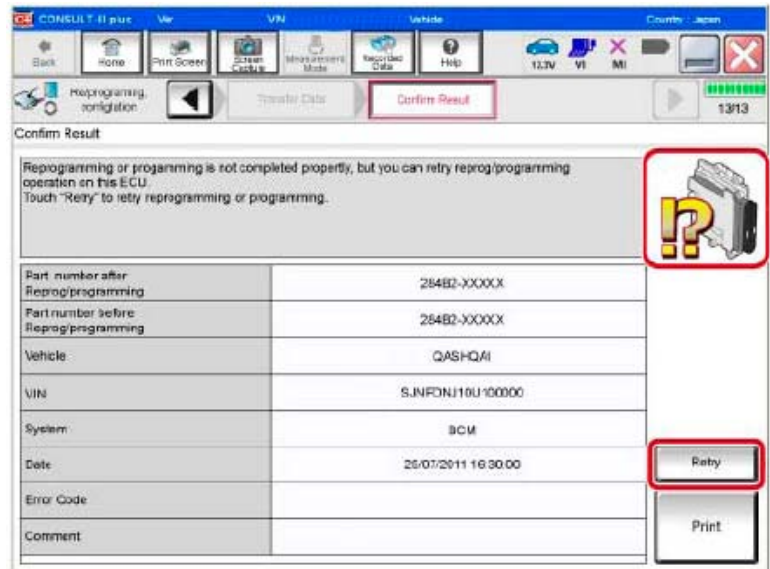 CONSULT-III plus Ver VIN Vehicle Country : Japan
Back Home Print Screen Screen Capture Measurement Mode Recorded Data Help 12.7V VI MI
Reprogramming, configration Transfer Data Confirm Result 13/13
Confirm Result
Reprogramming or progamming is not completed propertly, but you can retry reprog/programming
operation on this ECU.
Touch "Retry" to retry reprogramming or programming.
!?
Part number after
Reprog/programming
284B2-XXXXX
Part number before
Reprog/programming
284B2-XXXXX
Vehicle QASHQAI
VIN SJNFDNJ10U100000
System BCM
Date 26/07/2011 16:30:00
Retry
Error Code
Comment
Print